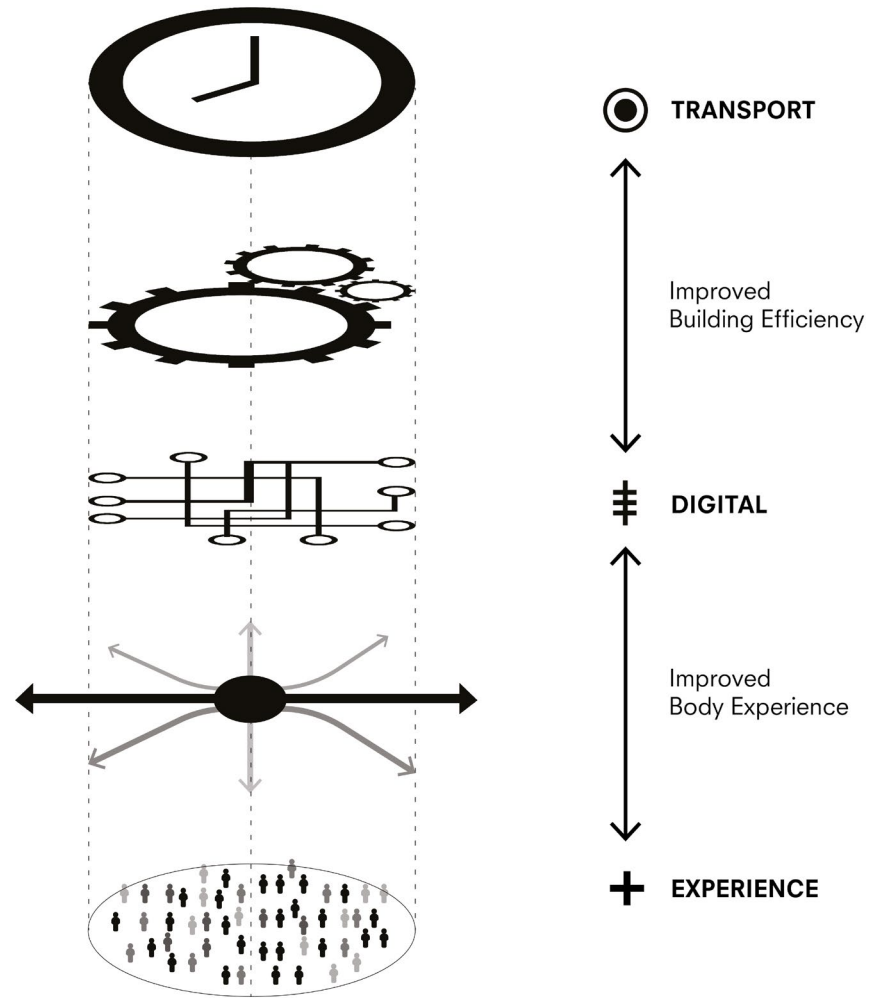 TRANSPORT
Improved
Building Efficiency
DIGITAL
Improved
Body Experience
EXPERIENCE